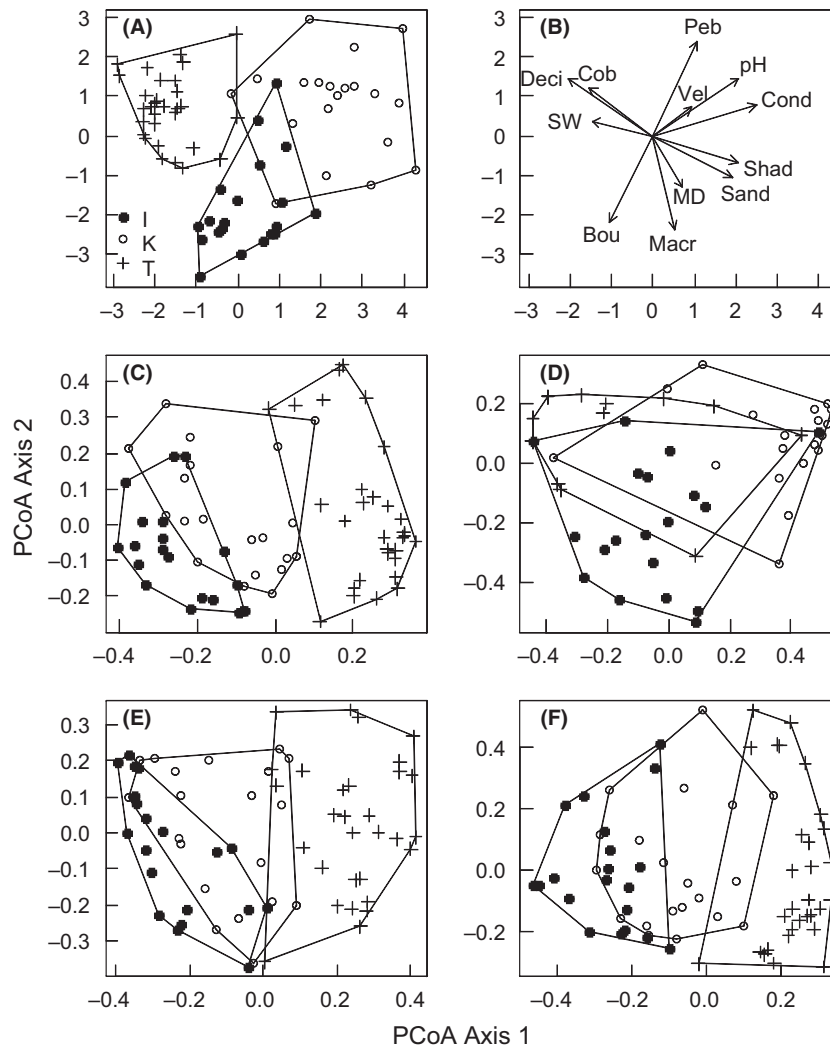 (A)
3
2
1
0
−1
−2
−3
I
K
T
−3 −2 −1 0 1 2 3 4
(B)
3
2
1
0
−1
−2
−3
Peb
Deci Cob pH
Vel
Cond
SW
Shad
MD Sand
Bou
Macr
−3 −2 −1 0 1 2 3 4
PCoA Axis 2
(C)
0.4
0.3
0.2
0.1
0.0
−0.1
−0.2
−0.4 −0.2 0.0 0.2
(D)
0.2
0.0
−0.2
−0.4
−0.4 −0.2 0.0 0.2 0.4
(E)
0.3
0.2
0.1
0.0
−0.1
−0.2
−0.3
−0.4 −0.2 0.0 0.2 0.4
(F)
0.4
0.2
0.0
−0.2
−0.4 −0.2 0.0 0.2
PCoA Axis 1